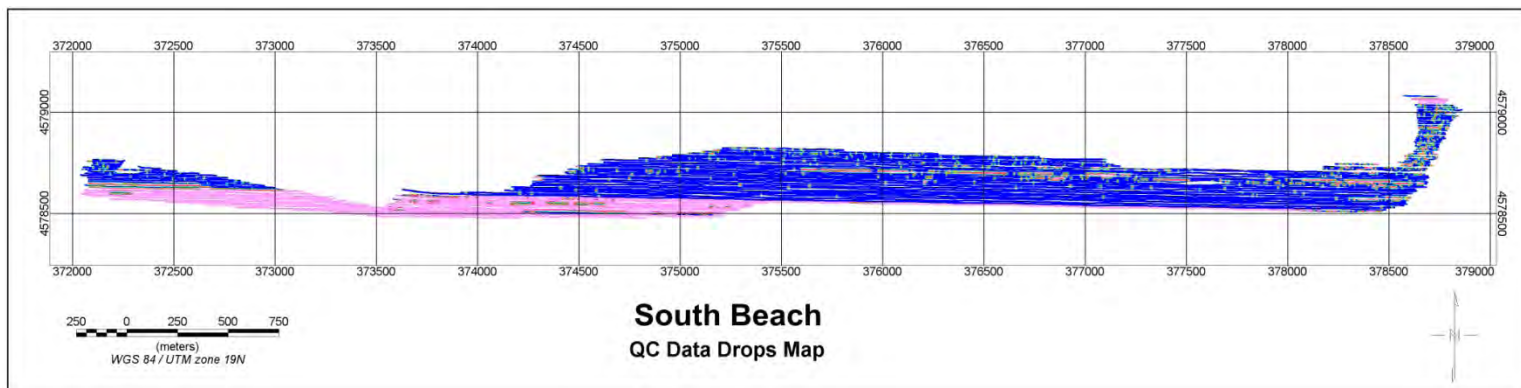 372000 372500 373000 373500 374000 374500 375000 375500 376000 376500 377000 377500 378000 378500 379000
4579000 4579000
4578500 4578500
372000 372500 373000 373500 374000 374500 375000 375500 376000 376500 377000 377500 378000 378500 379000
South Beach
QC Data Drops Map
250 0 250 500 750
(meters)
WGS 84 / UTM zone 19N